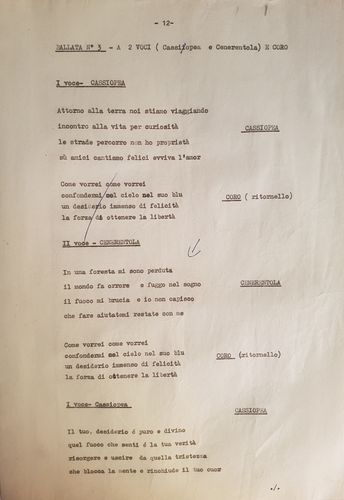 - 12-
BALLATA N° 3 - A 2 VOCI ( Cassiopea e Cenerentola) E CORO
I voce- CASSIOPEA
Attorno alla terra noi stiamo viaggiando
incontro alla vita per curiosità
CASSIOPEA
le strade percorro non ho proprietà
sù amici cantiamo felici evviva l'amor
Come vorrei come vorrei
confondermi nel cielo nel suo blu
CORO ( ritornello)
un desiderio immenso di felicità
la forma di ottenere la libertà
II voce - CENERENTOLA
In una foresta mi sono perduta
il mondo fa orrore e fuggo nel sogno
CENERENTOLA
il fuoco mi brucia e io non capisco
che fare aiutatemi restate con me
Come vorrei come vorrei
confondermi nel cielo nel suo blu
CORO (ritornello)
un desiderio immenso di felicità
la forma di ottenere la libertà
I voce- Cassiopea
CASSIOPEA
Il tuo, desiderio é puro e divino
quel fuoco che senti é la tua verità
risorgere e uscire da quella tristezza
che blocca la mente e rinchiude il tuo cuor
./.